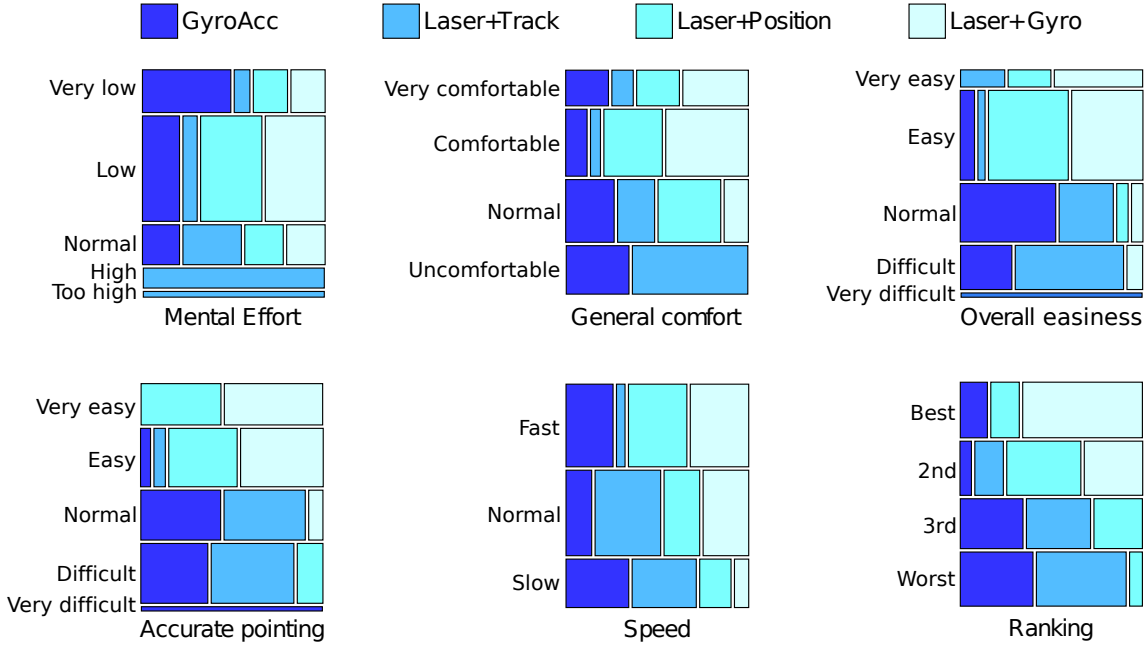 GyroAcc
Laser+Track
Laser+Position
Laser+Gyro
Very low
Low
Normal
High
Too high
Mental Effort
Very comfortable
Comfortable
Normal
Uncomfortable
General comfort
Very easy
Easy
Normal
Difficult
Very difficult
Overall easiness
Very easy
Easy
Normal
Difficult
Very difficult
Accurate pointing
Fast
Normal
Slow
Speed
Best
2nd
3rd
Worst
Ranking